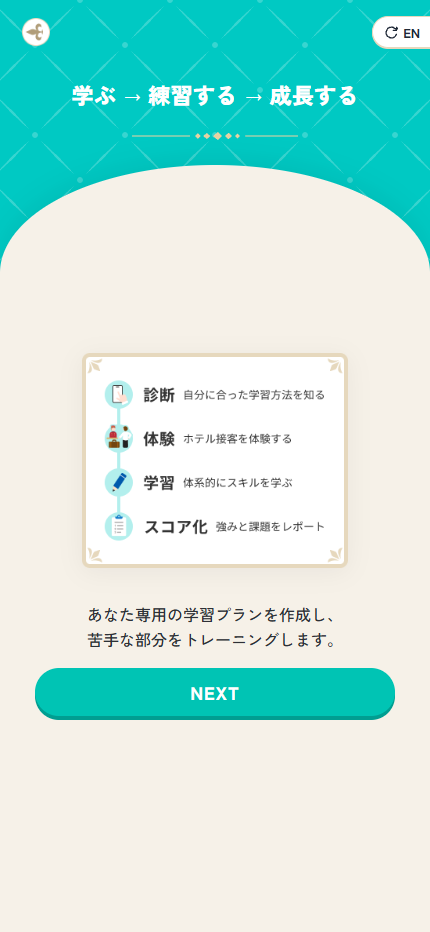 EN
学ぶ → 練習する → 成長する
診断 自分に合った学習方法を知る
体験 ホテル接客を体験する
学習 体系的にスキルを学ぶ
スコア化 強みと課題をレポート
あなた専用の学習プランを作成し、
苦手な部分をトレーニングします。
NEXT